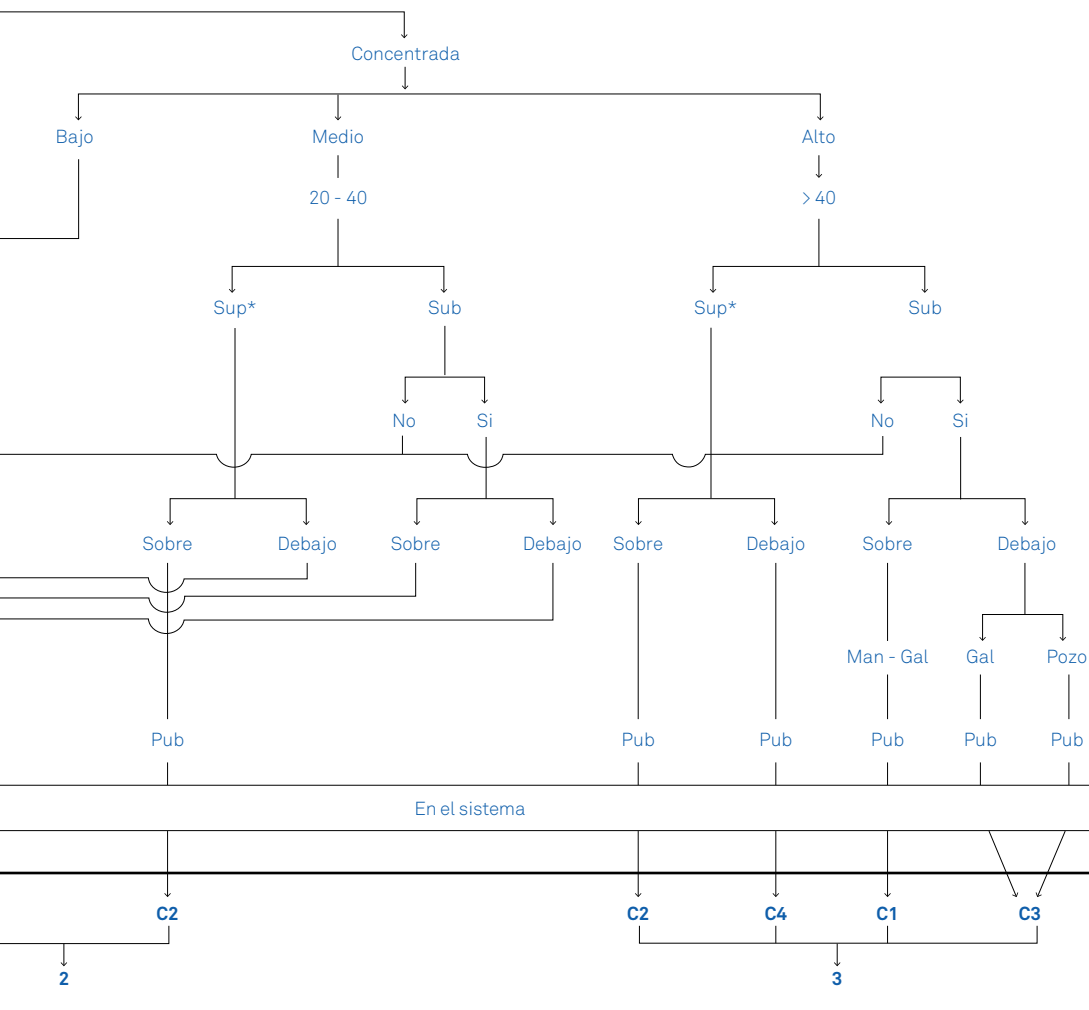 Concentrada
Bajo Medio Alto
20 - 40 > 40
Sup* Sub Sup* Sub
No Si No Si
Sobre Debajo Sobre Debajo Sobre Debajo Sobre Debajo
Man - Gal Gal Pozo
Pub Pub Pub Pub Pub Pub
En el sistema
C2 C2 C4 C1 C3
2 3